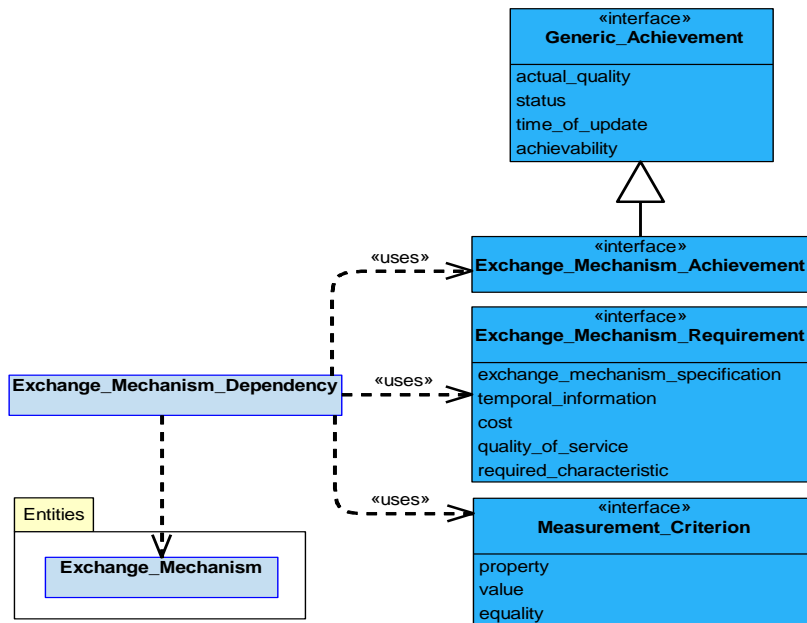 «interface»
Generic_Achievement
actual_quality
status
time_of_update
achievability
«uses»
«interface»
Exchange_Mechanism_Achievement
«interface»
Exchange_Mechanism_Requirement
exchange_mechanism_specification
temporal_information
cost
quality_of_service
required_characteristic
Exchange_Mechanism_Dependency
«uses»
«uses»
«interface»
Measurement_Criterion
property
value
equality
Entities
Exchange_Mechanism